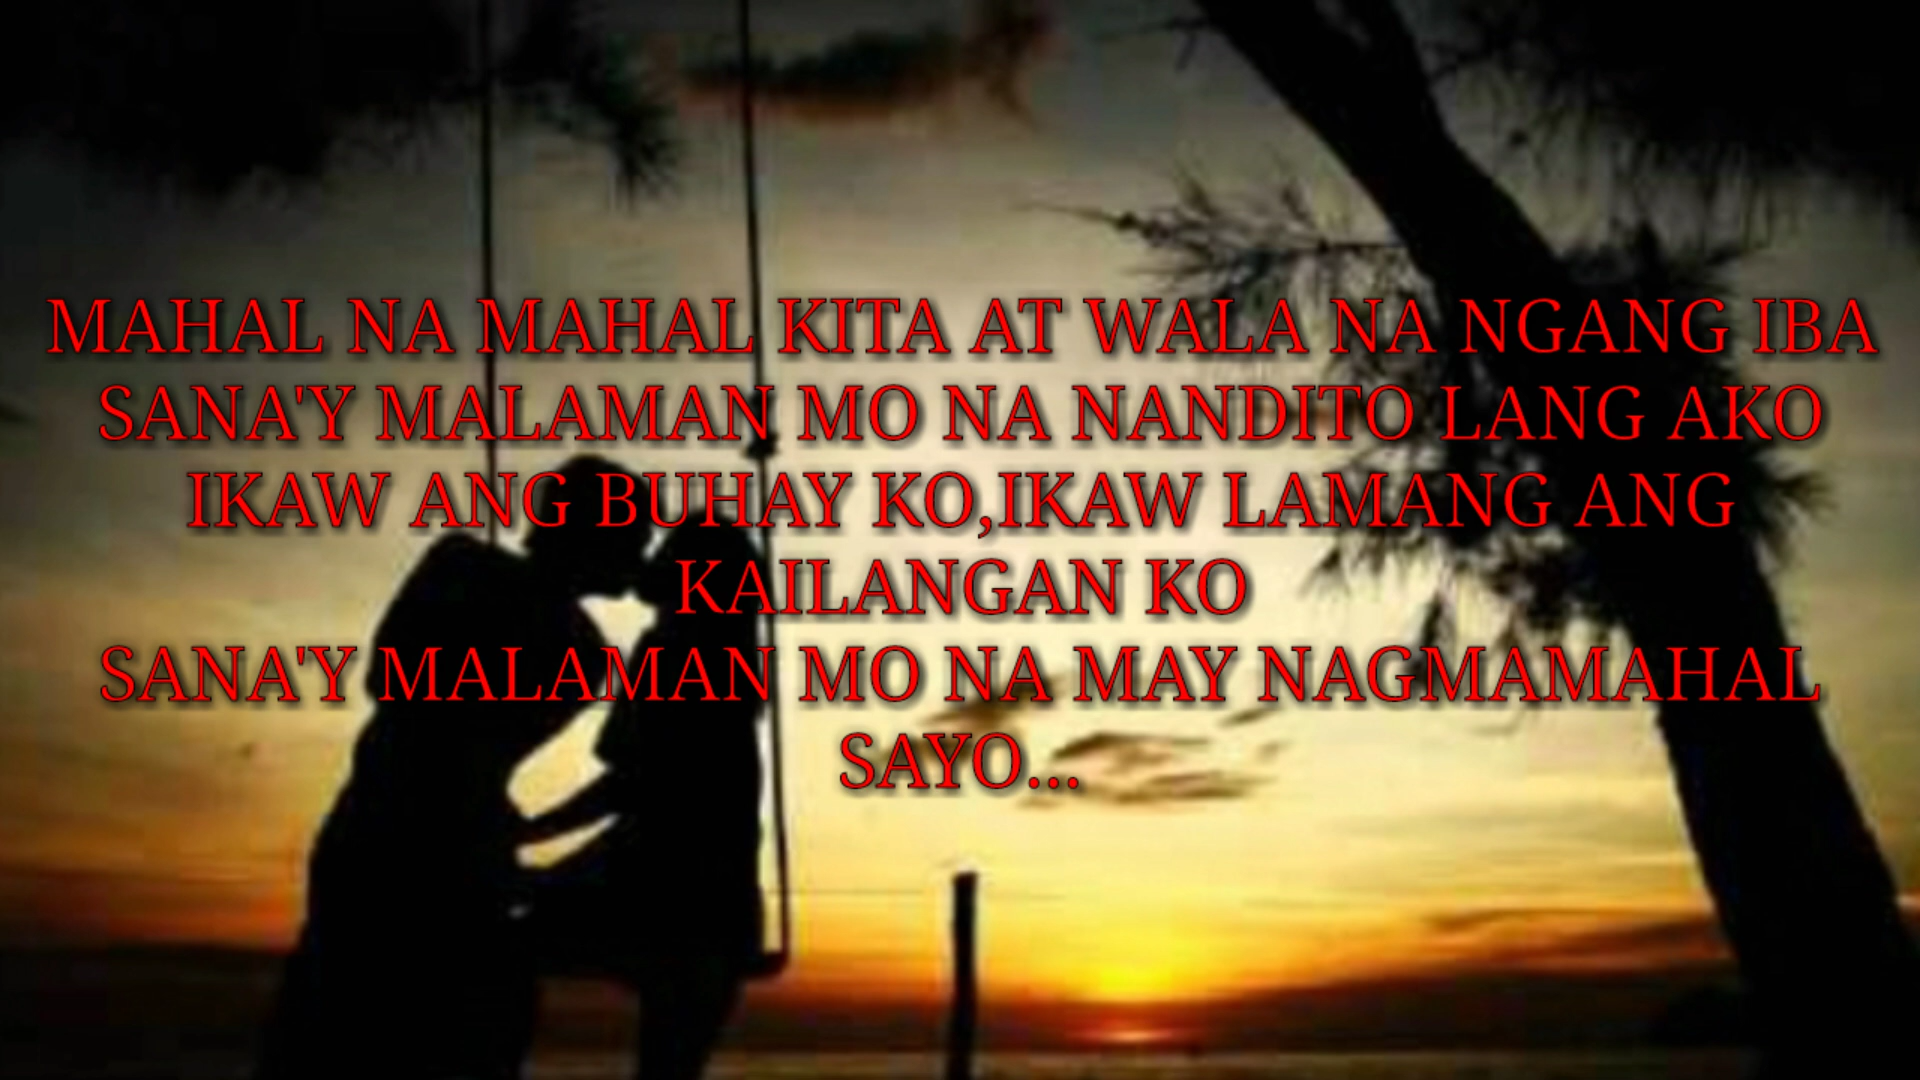 MAHAL NA MAHAL KITA AT WALA NA NGANG IBA
SANA'Y MALAMAN MO NA NANDITO LANG AKO
IKAW ANG BUHAY KO,IKAW LAMANG ANG
KAILANGAN KO
SANA'Y MALAMAN MO NA MAY NAGMAMAHAL
SAYO...